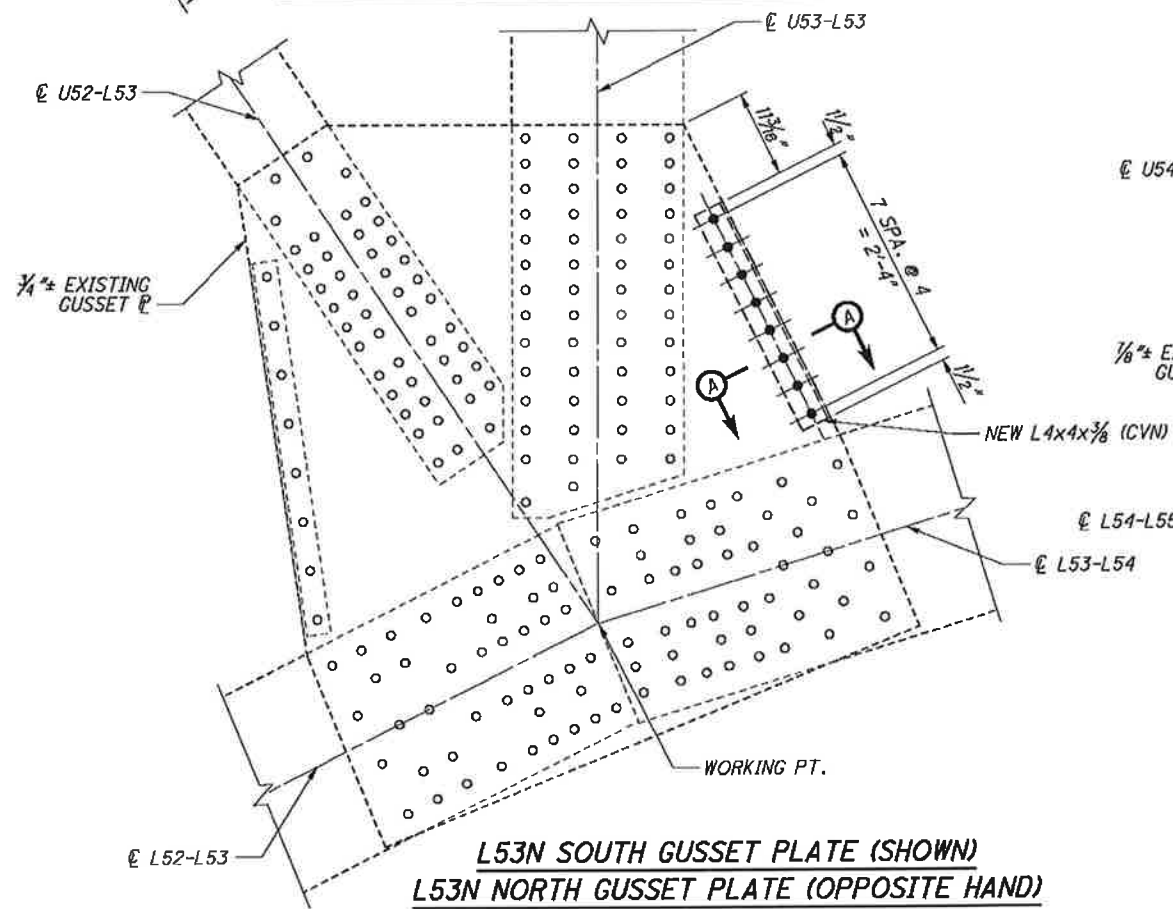 ℄ U53-L53
℄ U52-L53
11 3/16"
1 1/2"
℄ U54
7 SPA. @ 4
= 2'-4"
3/4"± EXISTING
GUSSET ℙ
A
A
7/8"± E
GU
1 1/2"
NEW L4x4x3/8 (CVN)
℄ L54-L55
℄ L53-L54
WORKING PT.
℄ L52-L53
L53N SOUTH GUSSET PLATE (SHOWN)
L53N NORTH GUSSET PLATE (OPPOSITE HAND)